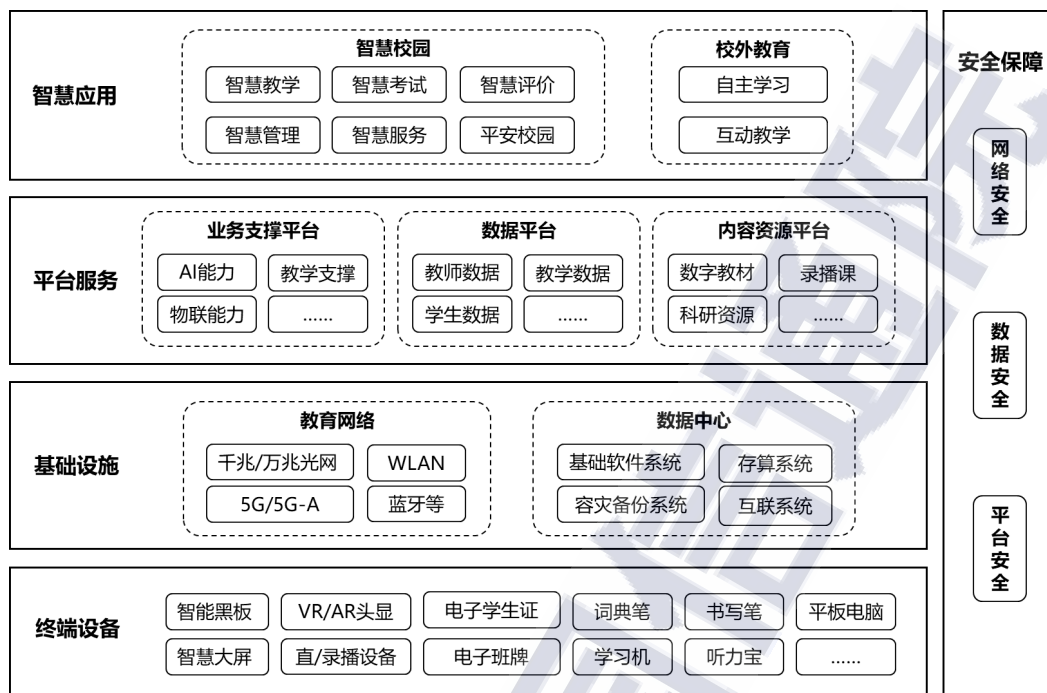 智慧应用
智慧校园
智慧教学 智慧考试 智慧评价
智慧管理 智慧服务 平安校园
校外教育
自主学习
互动教学
平台服务
业务支撑平台
AI能力 教学支撑
物联能力 ......
数据平台
教师数据 教学数据
学生数据 ......
内容资源平台
数字教材 录播课
科研资源 ......
基础设施
教育网络
千兆/万兆光网 WLAN
5G/5G-A 蓝牙等
数据中心
基础软件系统 存算系统
容灾备份系统 互联系统
终端设备
智能黑板 VR/AR头显 电子学生证 词典笔 书写笔 平板电脑
智慧大屏 直/录播设备 电子班牌 学习机 听力宝 ......
安全保障
网络安全
数据安全
平台安全